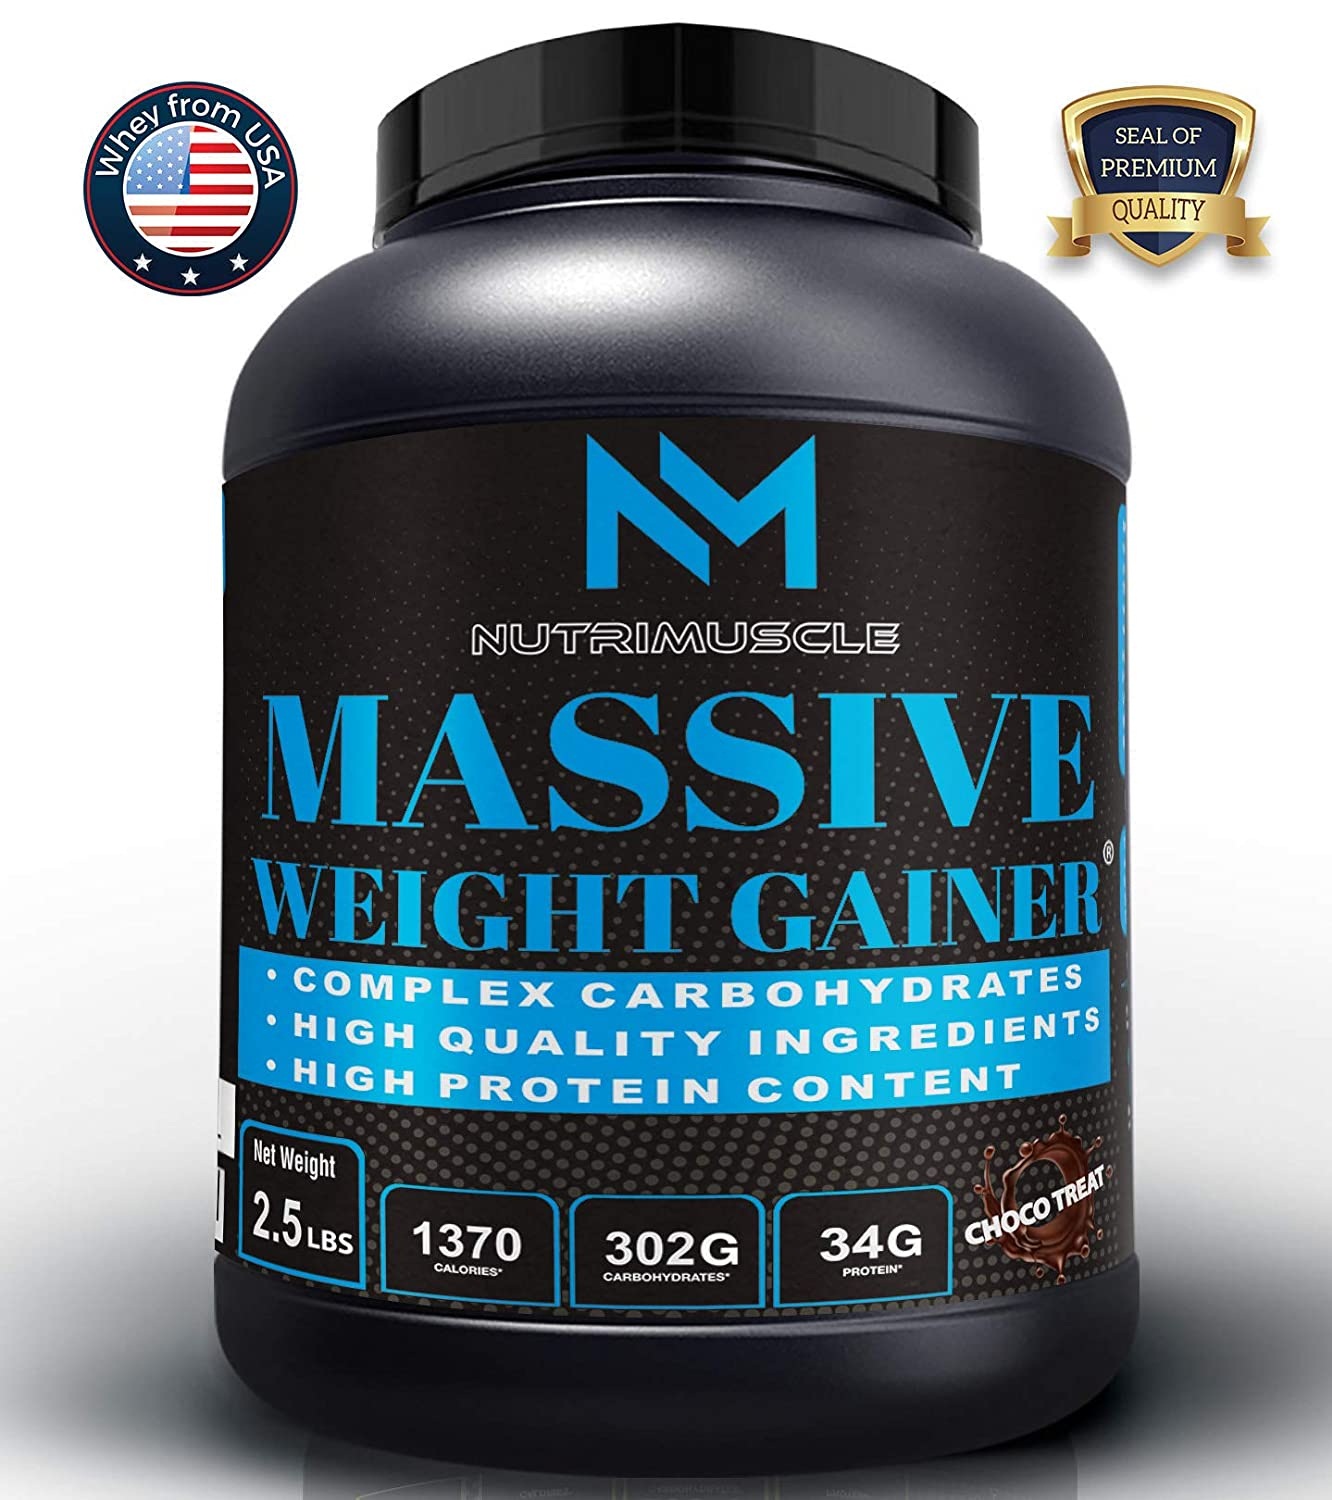 Whey from USA
SEAL OF
PREMIUM
QUALITY
NM
NUTRIMUSCLE
MASSIVE
WEIGHT GAINER®
• COMPLEX CARBOHYDRATES
• HIGH QUALITY INGREDIENTS
• HIGH PROTEIN CONTENT
Net Weight
2.5 LBS
1370
CALORIES*
302G
CARBOHYDRATES*
34G
PROTEIN*
CHOCO TREAT